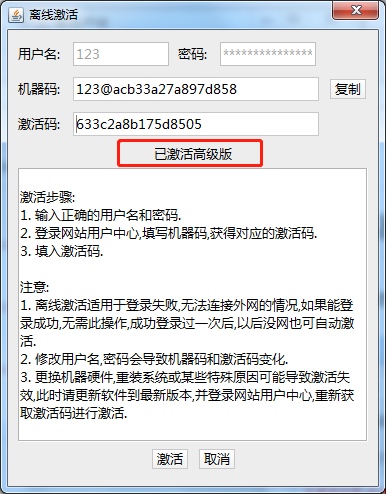 离线激活
用户名: 123 密码: ****************
机器码: 123@acb33a27a897d858 复制
激活码: 633c2a8b175d8505
已激活高级版
激活步骤:
1. 输入正确的用户名和密码.
2. 登录网站用户中心,填写机器码,获得对应的激活码.
3. 填入激活码.
注意:
1. 离线激活适用于登录失败,无法连接外网的情况,如果能登
录成功,无需此操作,成功登录过一次后,以后没网也可自动激
活.
2. 修改用户名,密码会导致机器码和激活码变化.
3. 更换机器硬件,重装系统或某些特殊原因可能导致激活失
效,此时请更新软件到最新版本,并登录网站用户中心,重新获
取激活码进行激活.
激活 取消